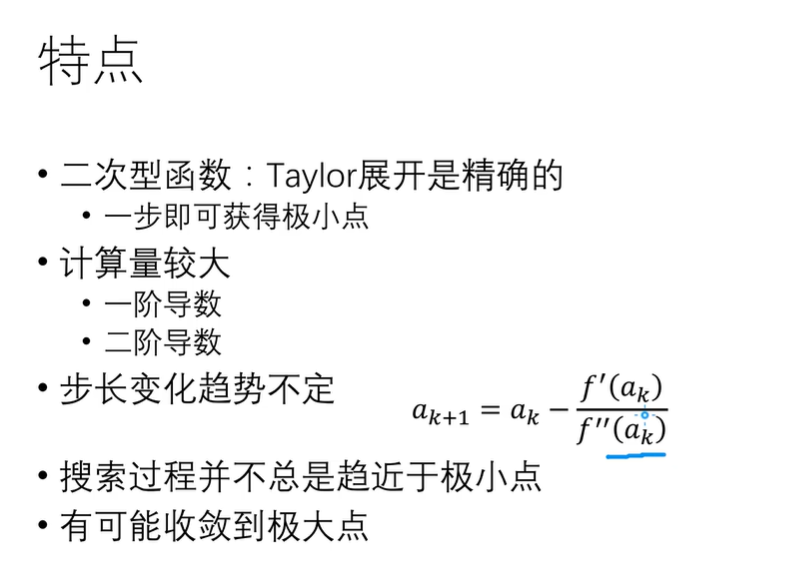 特点
• 二次型函数：Taylor展开是精确的
• 一步即可获得极小点
• 计算量较大
• 一阶导数
• 二阶导数
• 步长变化趋势不定
a_{k+1} = a_k − f′(a_k) / f″(a_k)
• 搜索过程并不总是趋近于极小点
• 有可能收敛到极大点